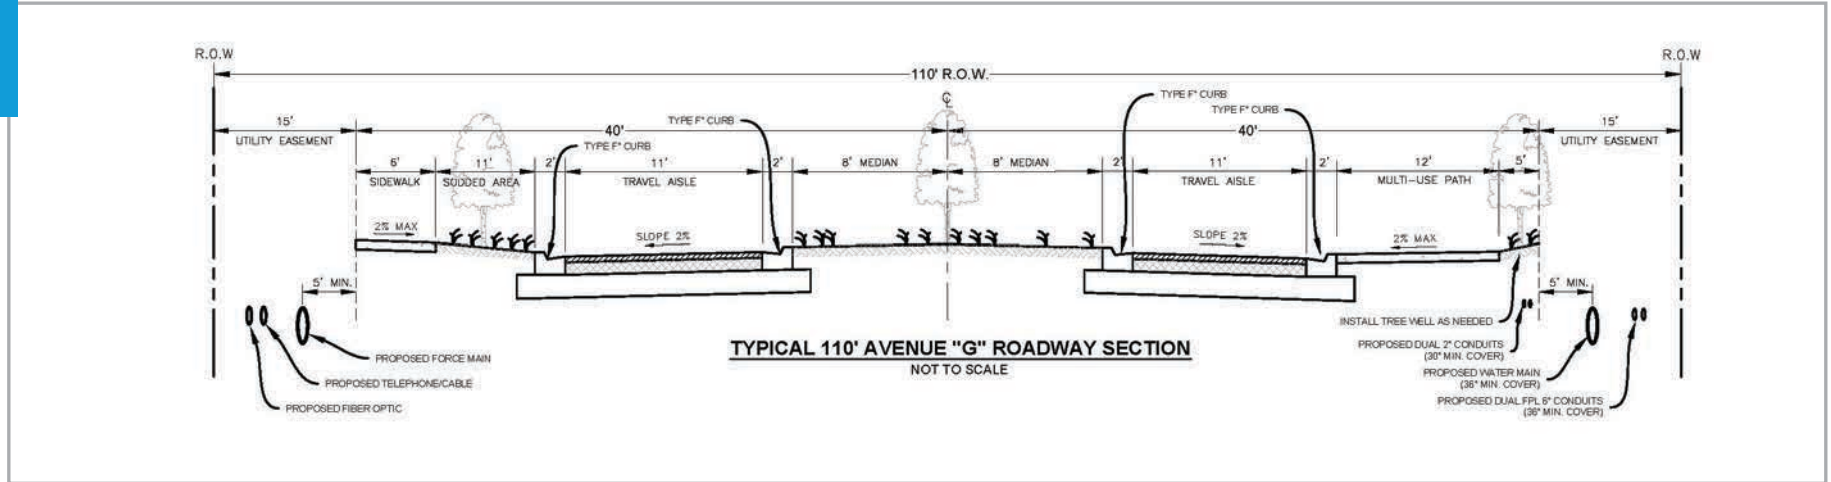 R.O.W
R.O.W
110' R.O.W.
℄
TYPE F" CURB
TYPE F" CURB
TYPE F" CURB
TYPE F" CURB
15'
40'
40'
15'
UTILITY EASEMENT
UTILITY EASEMENT
6'
11'
2'
11'
2'
8' MEDIAN
8' MEDIAN
2'
11'
2'
12'
5'
SIDEWALK
SODDED AREA
TRAVEL AISLE
TRAVEL AISLE
MULTI-USE PATH
2% MAX
SLOPE 2%
SLOPE 2%
2% MAX
5' MIN.
5' MIN.
INSTALL TREE WELL AS NEEDED
PROPOSED FORCE MAIN
PROPOSED TELEPHONE/CABLE
PROPOSED FIBER OPTIC
TYPICAL 110' AVENUE "G" ROADWAY SECTION
NOT TO SCALE
PROPOSED DUAL 2" CONDUITS
(30" MIN. COVER)
PROPOSED WATER MAIN
(36" MIN. COVER)
PROPOSED DUAL FPL 6" CONDUITS
(36" MIN. COVER)